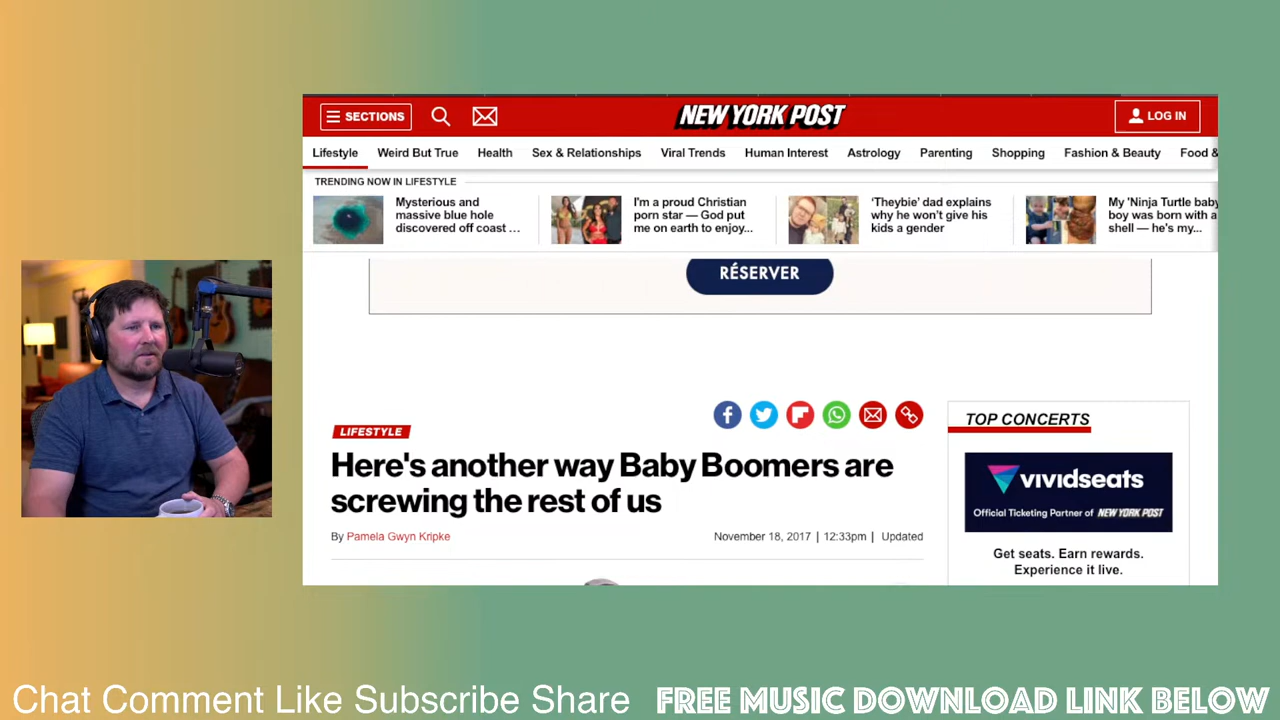 SECTIONS
NEW YORK POST
LOG IN
Lifestyle Weird But True Health Sex & Relationships Viral Trends Human Interest Astrology Parenting Shopping Fashion & Beauty Food &
TRENDING NOW IN LIFESTYLE
Mysterious and
massive blue hole
discovered off coast ...
I'm a proud Christian
porn star — God put
me on earth to enjoy...
‘Theybie’ dad explains
why he won’t give his
kids a gender
My 'Ninja Turtle baby
boy was born with a
shell — he's my...
RÉSERVER
LIFESTYLE
Here's another way Baby Boomers are
screwing the rest of us
By Pamela Gwyn Kripke
November 18, 2017 | 12:33pm | Updated
TOP CONCERTS
vividseats
Official Ticketing Partner of NEW YORK POST
Get seats. Earn rewards.
Experience it live.
Chat Comment Like Subscribe Share FREE MUSIC DOWNLOAD LINK BELOW